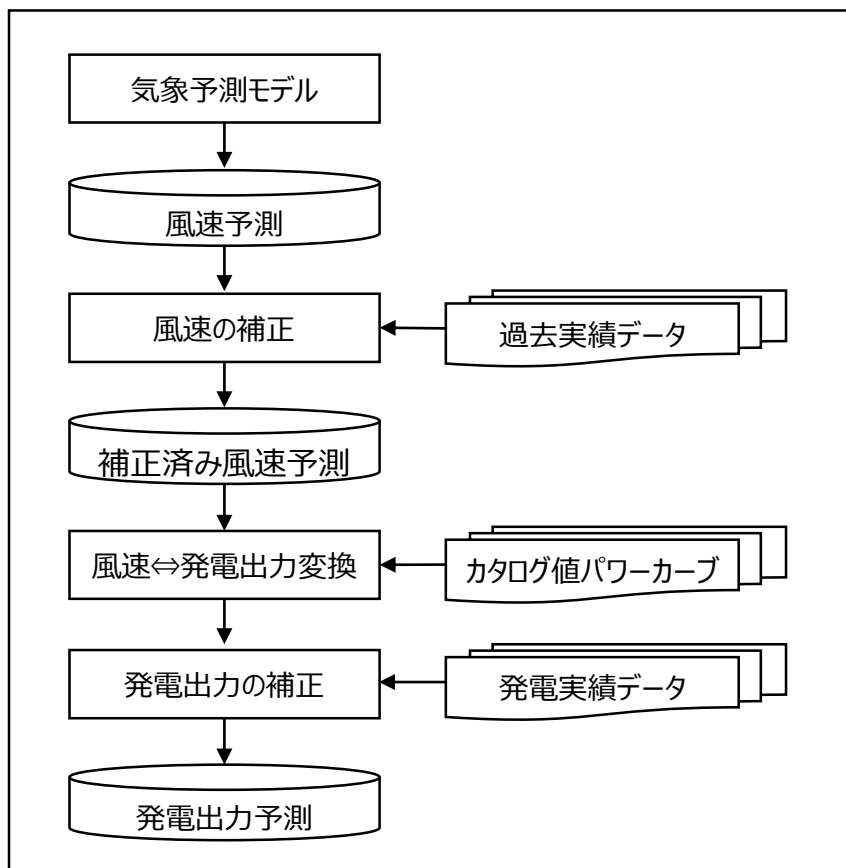 気象予測モデル
風速予測
風速の補正
過去実績データ
補正済み風速予測
風速⇔発電出力変換
カタログ値パワーカーブ
発電出力の補正
発電実績データ
発電出力予測